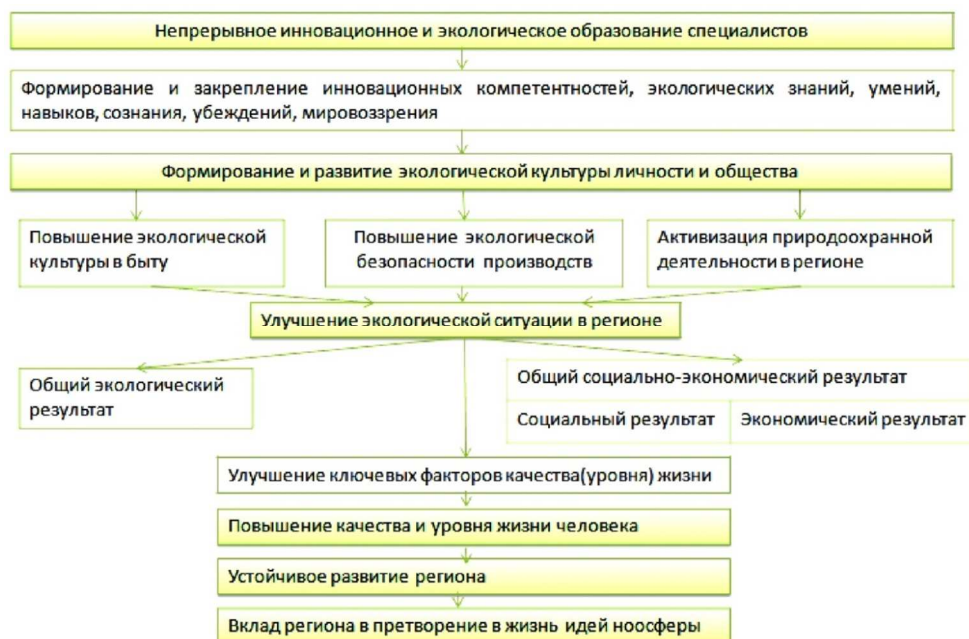 Непрерывное инновационное и экологическое образование специалистов
Формирование и закрепление инновационных компетентностей, экологических знаний, умений,
навыков, сознания, убеждений, мировоззрения
Формирование и развитие экологической культуры личности и общества
Повышение экологической
культуры в быту
Повышение экологической
безопасности производств
Активизация природоохранной
деятельности в регионе
Улучшение экологической ситуации в регионе
Общий экологический
результат
Общий социально-экономический результат
Социальный результат
Экономический результат
Улучшение ключевых факторов качества(уровня) жизни
Повышение качества и уровня жизни человека
Устойчивое развитие региона
Вклад региона в претворение в жизнь идей ноосферы